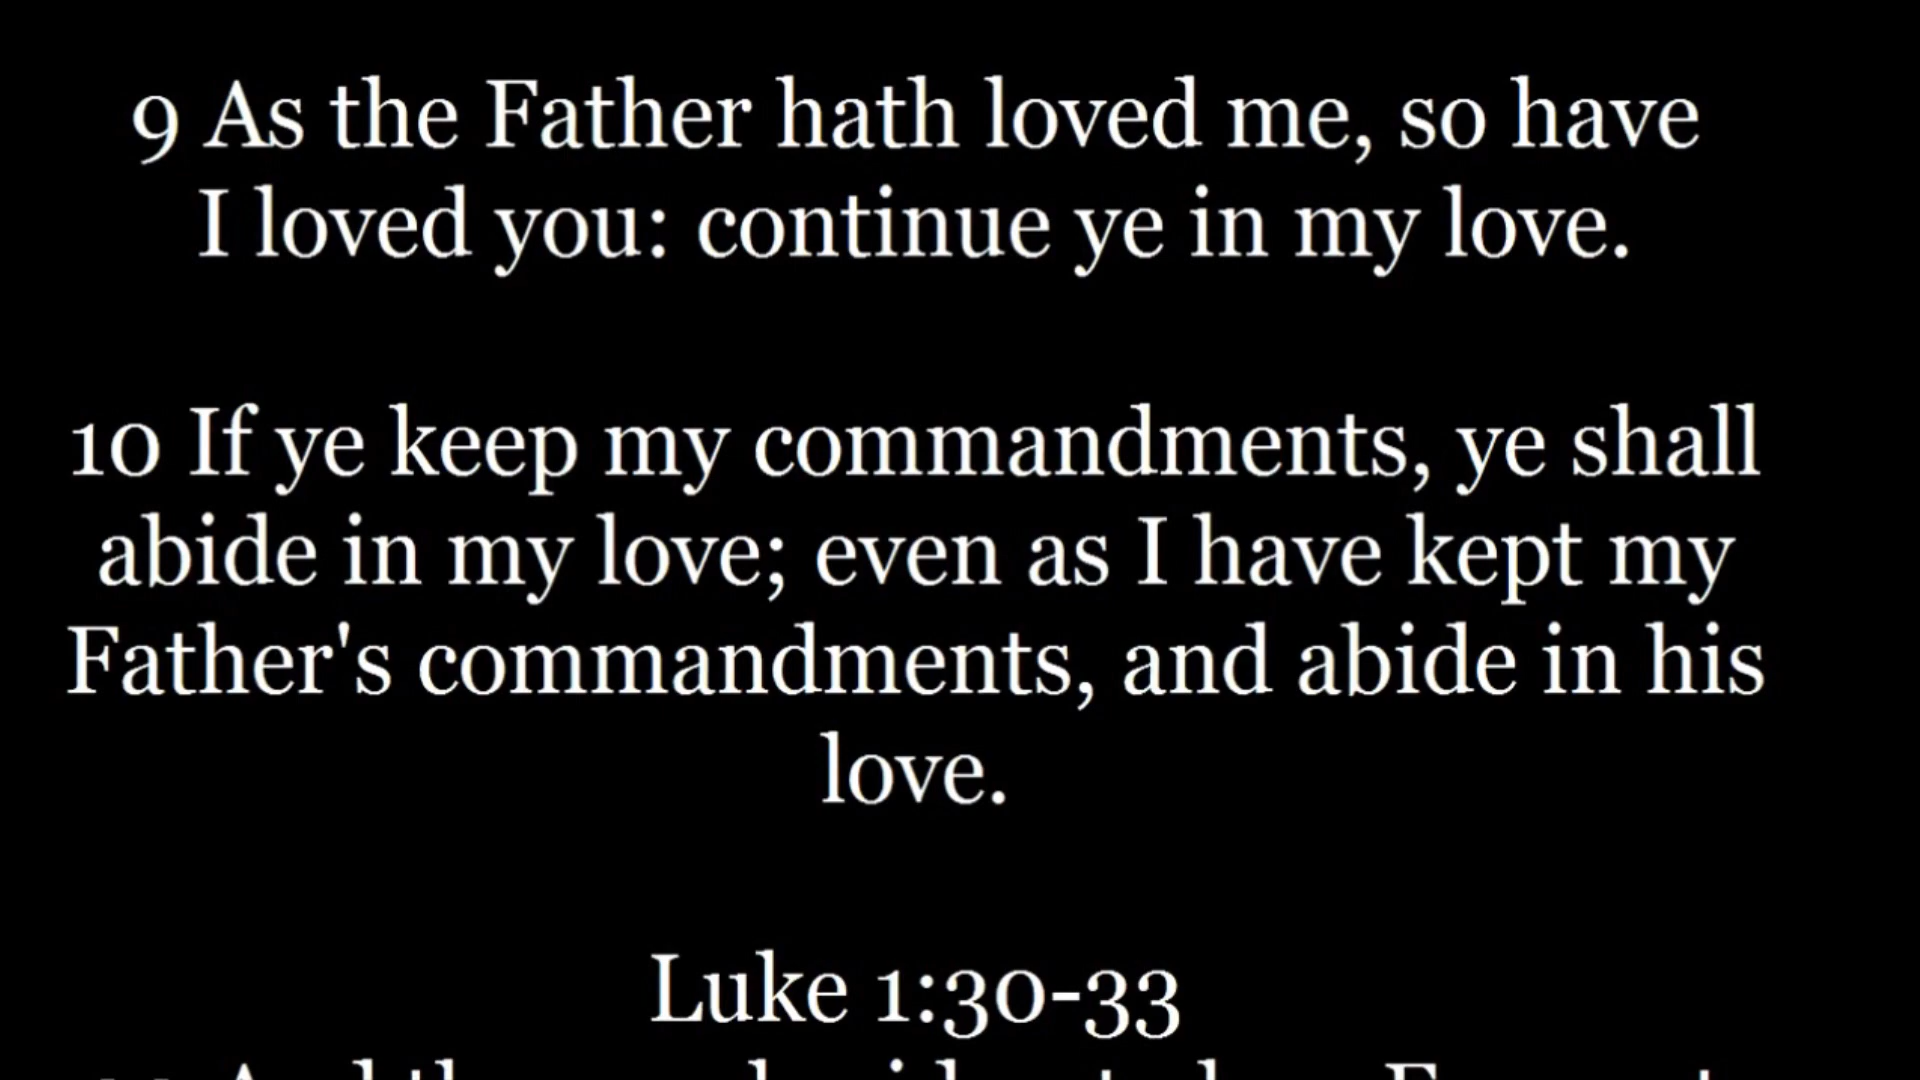 9 As the Father hath loved me, so have
I loved you: continue ye in my love.
10 If ye keep my commandments, ye shall
abide in my love; even as I have kept my
Father's commandments, and abide in his
love.
Luke 1:30-33